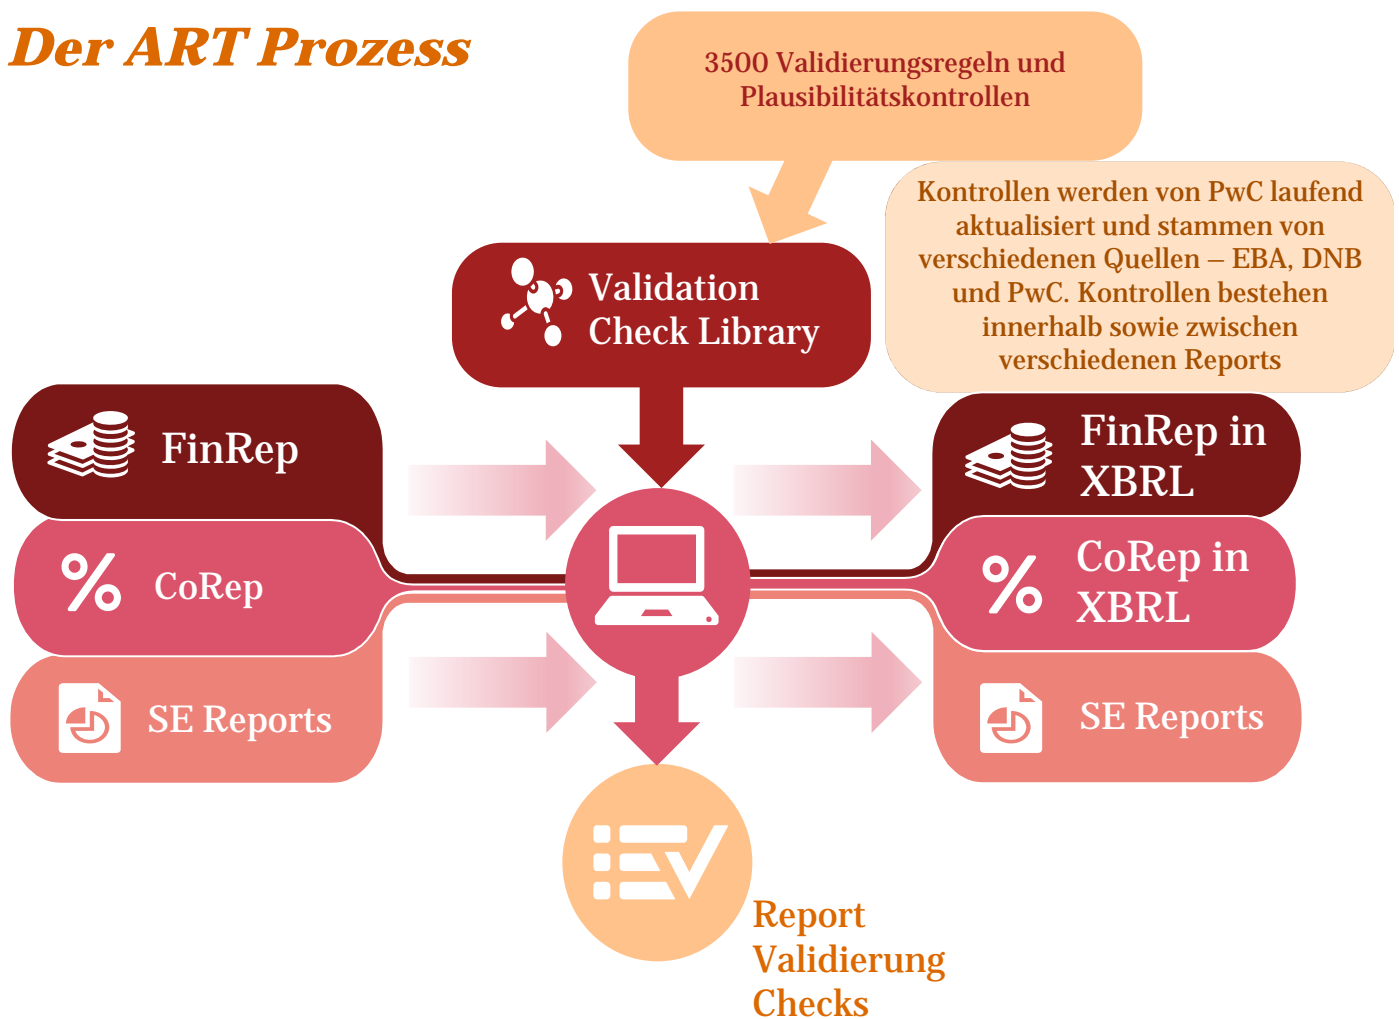 Der ART Prozess
3500 Validierungsregeln und
Plausibilitätskontrollen
Kontrollen werden von PwC laufend
aktualisiert und stammen von
verschiedenen Quellen – EBA, DNB
und PwC. Kontrollen bestehen
innerhalb sowie zwischen
verschiedenen Reports
Validation
Check Library
FinRep
CoRep
SE Reports
FinRep in
XBRL
CoRep in
XBRL
SE Reports
Report
Validierung
Checks